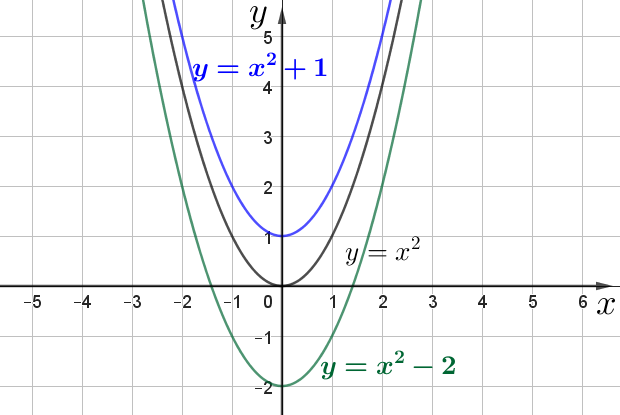 y
5
y = x² + 1
4
3
2
1
y = x²
−5 −4 −3 −2 −1 0 1 2 3 4 5 6 x
−1
y = x² − 2
−2